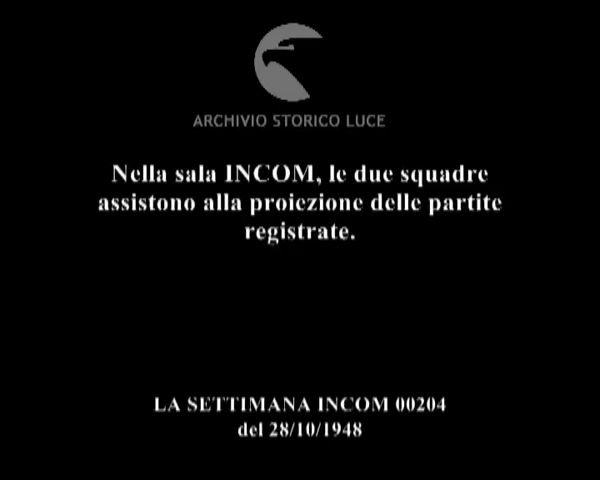 ARCHIVIO STORICO LUCE
Nella sala INCOM, le due squadre
assistono alla proiezione delle partite
registrate.
LA SETTIMANA INCOM 00204
del 28/10/1948